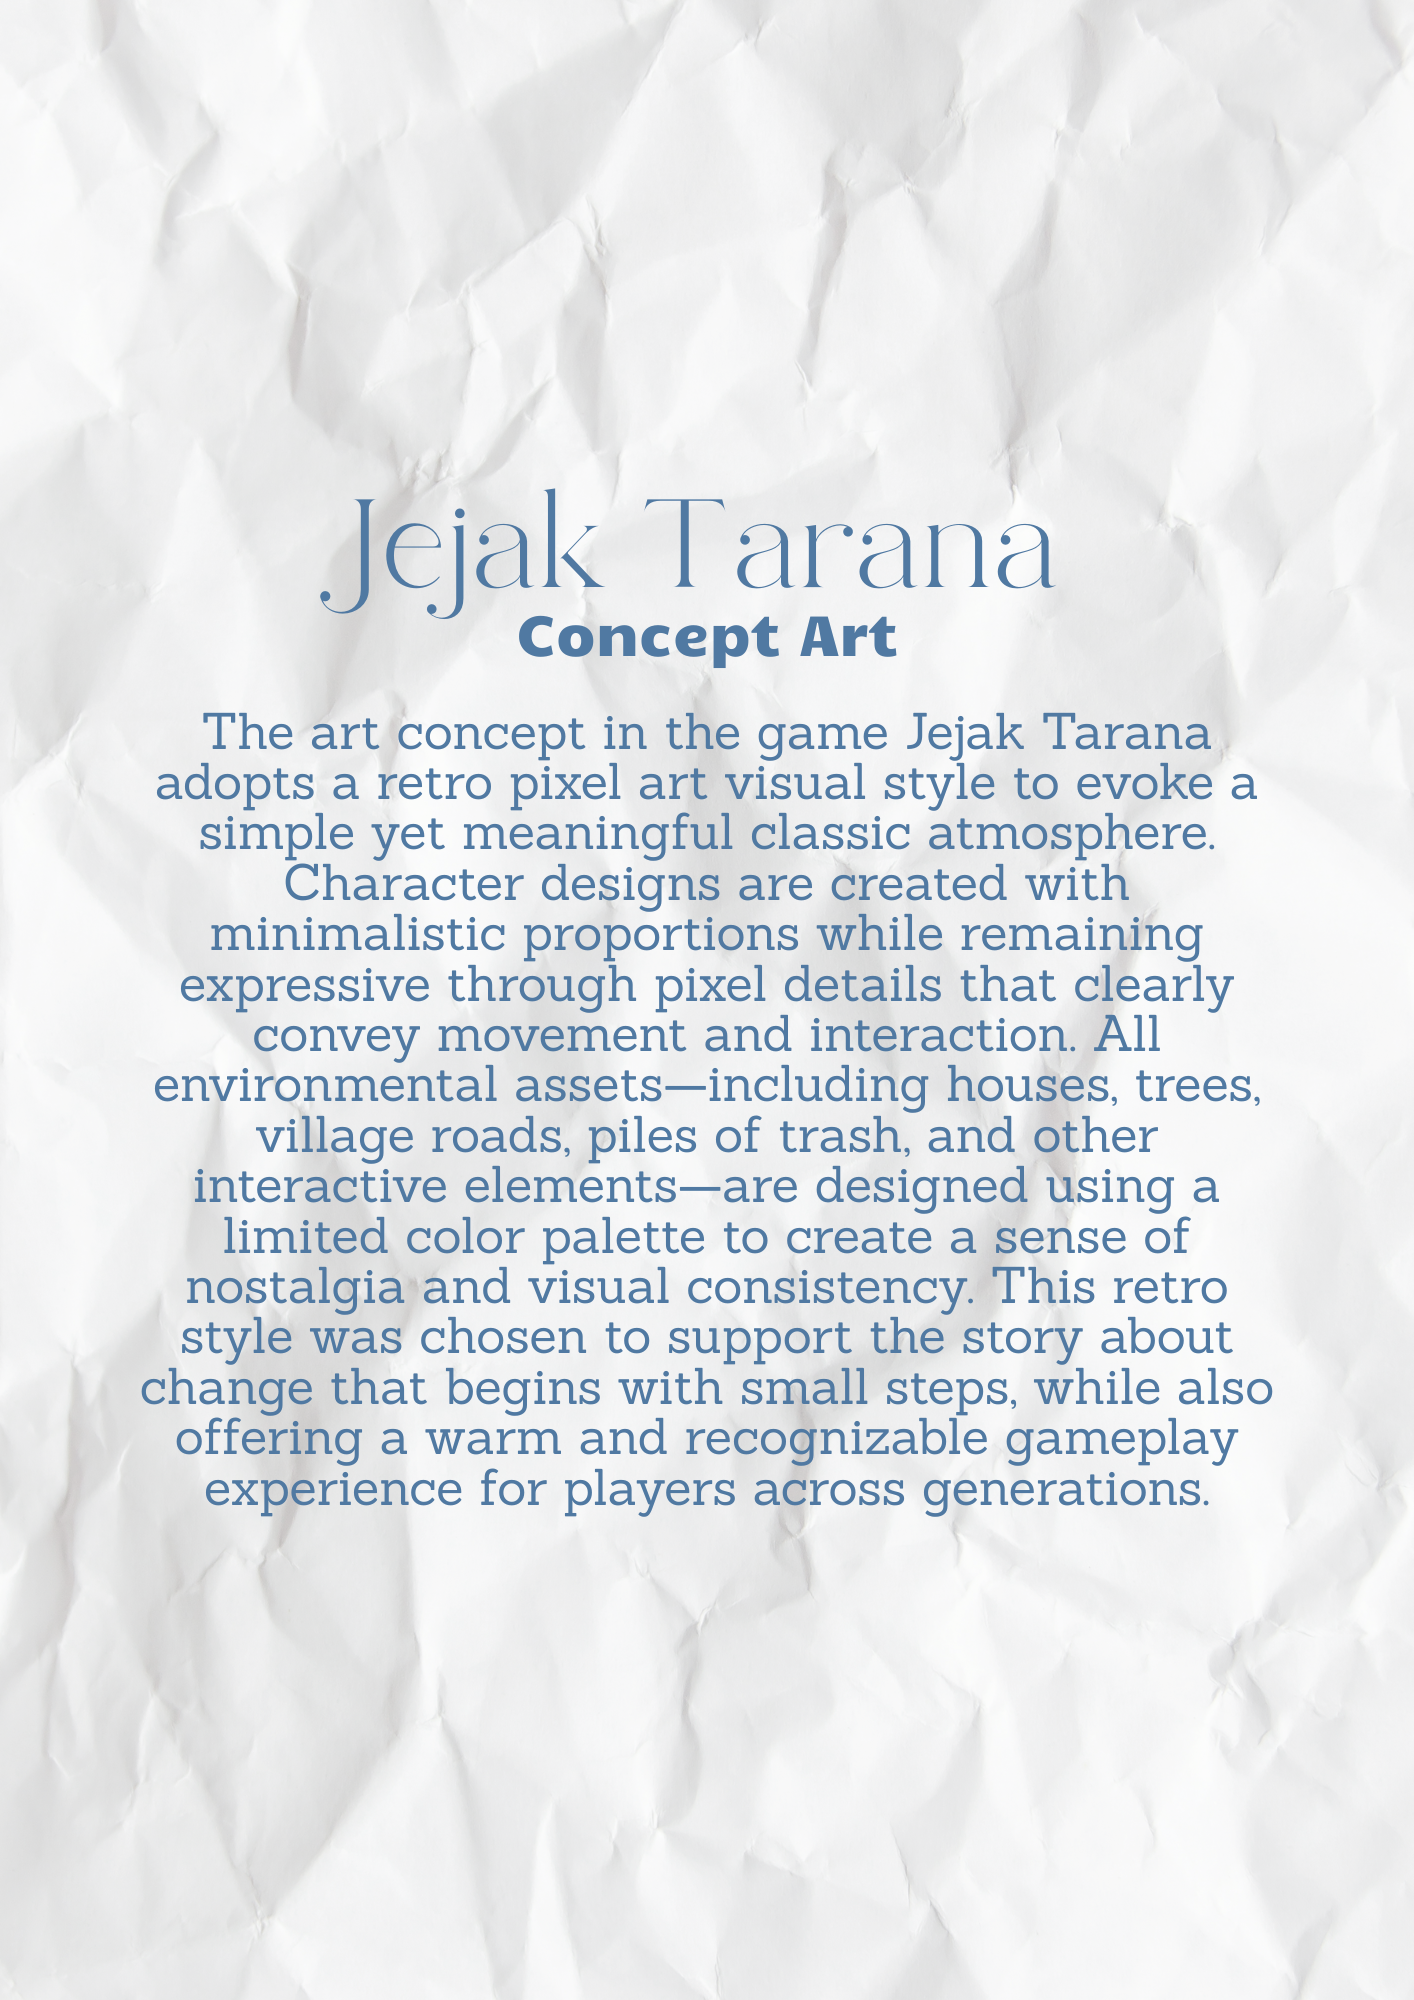 Jejak Tarana
Concept Art
The art concept in the game Jejak Tarana
adopts a retro pixel art visual style to evoke a
simple yet meaningful classic atmosphere.
Character designs are created with
minimalistic proportions while remaining
expressive through pixel details that clearly
convey movement and interaction. All
environmental assets—including houses, trees,
village roads, piles of trash, and other
interactive elements—are designed using a
limited color palette to create a sense of
nostalgia and visual consistency. This retro
style was chosen to support the story about
change that begins with small steps, while also
offering a warm and recognizable gameplay
experience for players across generations.